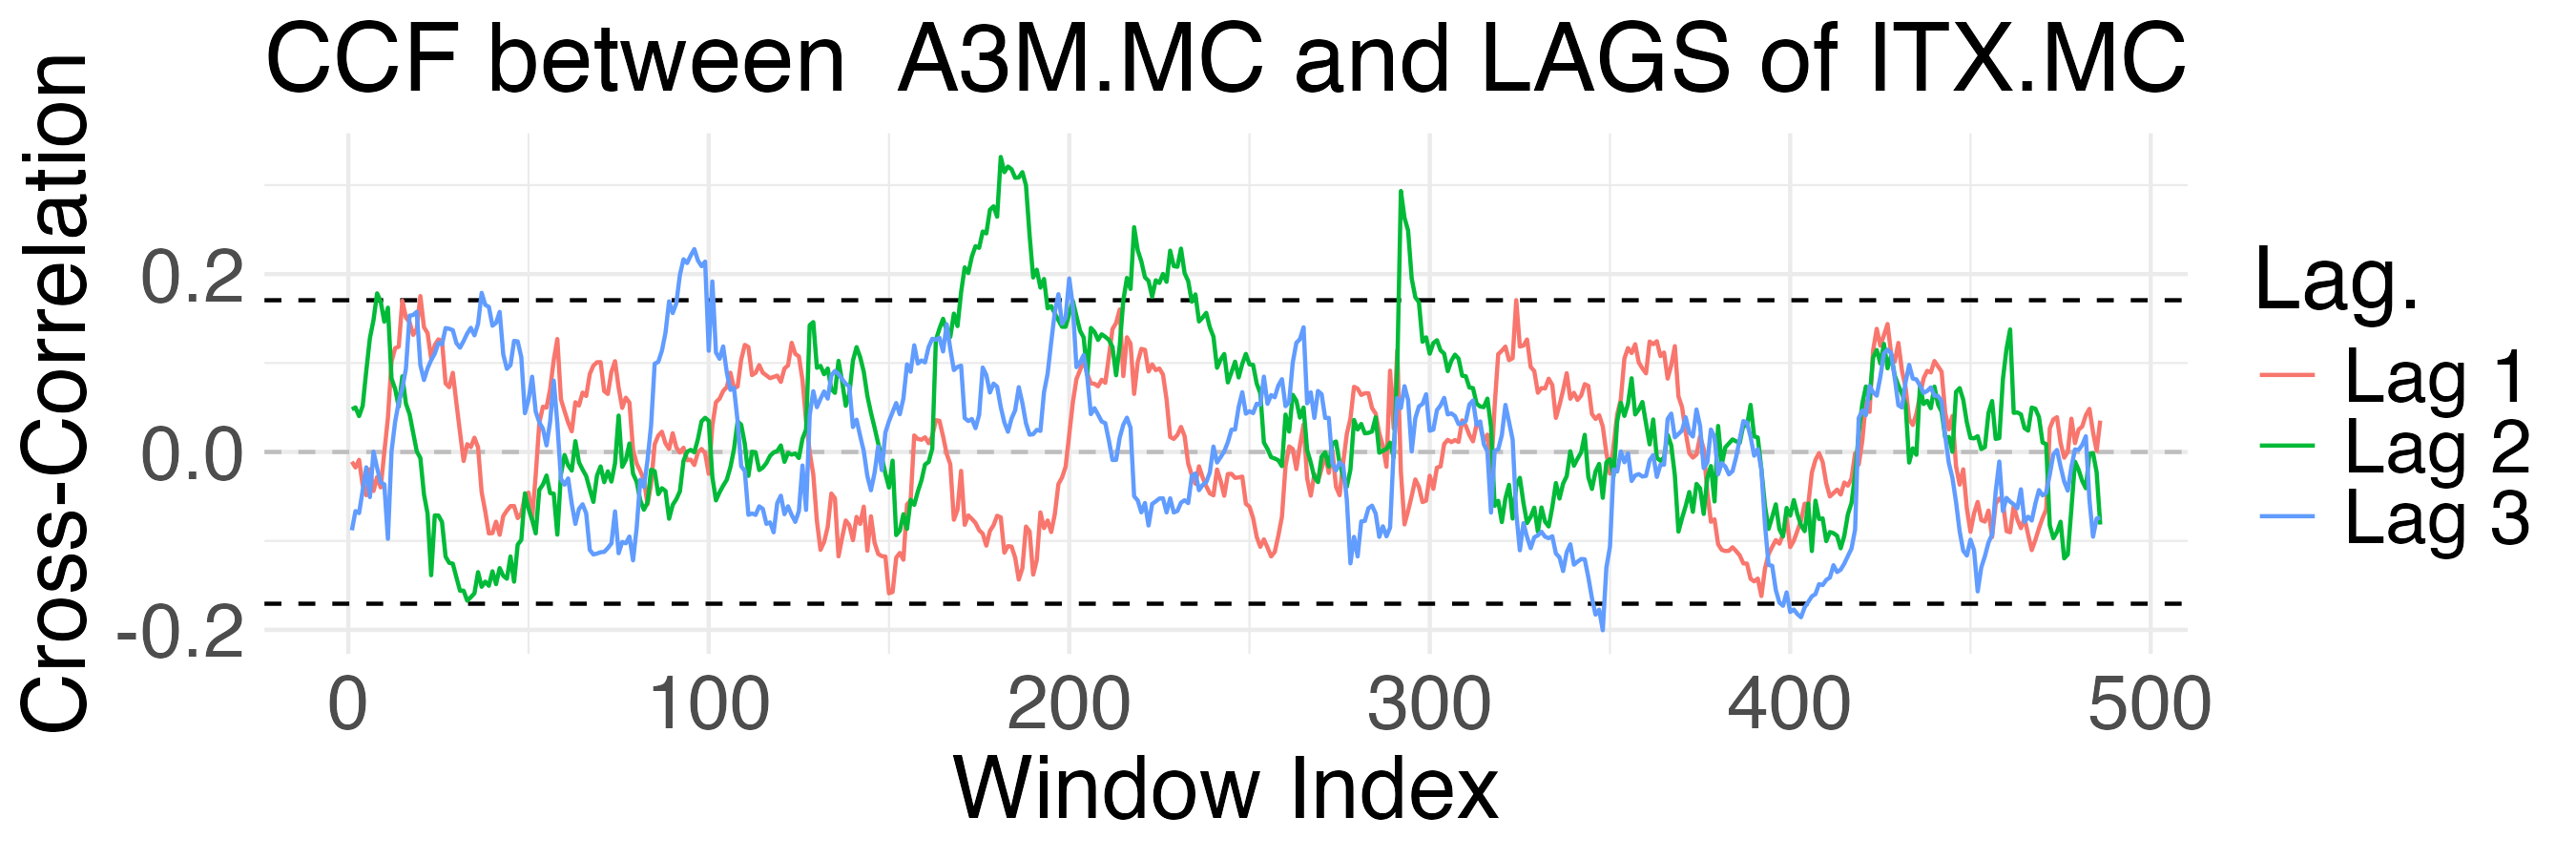 CCF between  A3M.MC and LAGS of ITX.MC
Cross-Correlation
0.2
0.0
-0.2
0 100 200 300 400 500
Window Index
Lag.
Lag 1
Lag 2
Lag 3